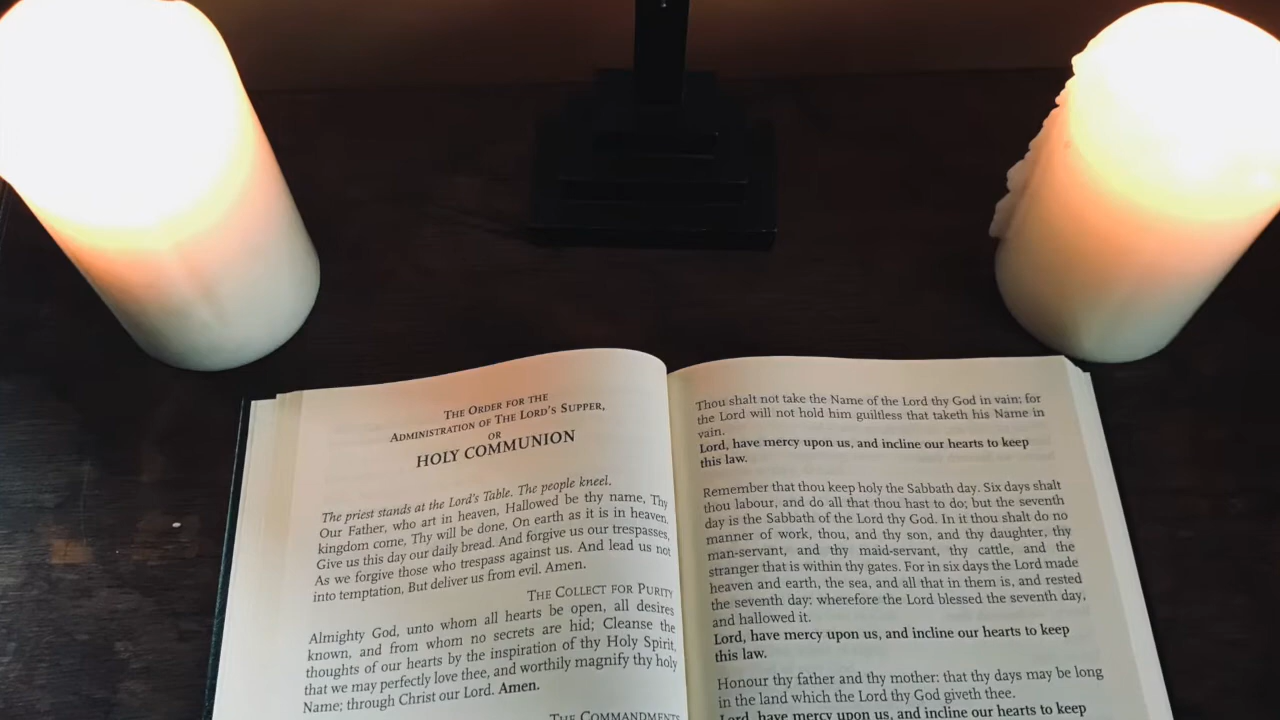 THE ORDER FOR THE
ADMINISTRATION OF THE LORD'S SUPPER,
OR
HOLY COMMUNION
The priest stands at the Lord's Table. The people kneel.
Our Father, who art in heaven, Hallowed be thy name, Thy
kingdom come, Thy will be done, On earth as it is in heaven,
Give us this day our daily bread. And forgive us our trespasses,
As we forgive those who trespass against us. And lead us not
into temptation, But deliver us from evil. Amen.
THE COLLECT FOR PURITY
Almighty God, unto whom all hearts be open, all desires
known, and from whom no secrets are hid; Cleanse the
thoughts of our hearts by the inspiration of thy Holy Spirit,
that we may perfectly love thee, and worthily magnify thy holy
Name; through Christ our Lord. Amen.
THE COMMANDMENTS
Thou shalt not take the Name of the Lord thy God in vain: for
the Lord will not hold him guiltless that taketh his Name in
vain.
Lord, have mercy upon us, and incline our hearts to keep
this law.
Remember that thou keep holy the Sabbath day. Six days shalt
thou labour, and do all that thou hast to do; but the seventh
day is the Sabbath of the Lord thy God. In it thou shalt do no
manner of work, thou, and thy son, and thy daughter, thy
man-servant, and thy maid-servant, thy cattle, and the
stranger that is within thy gates. For in six days the Lord made
heaven and earth, the sea, and all that in them is, and rested
the seventh day: wherefore the Lord blessed the seventh day,
and hallowed it.
Lord, have mercy upon us, and incline our hearts to keep
this law.
Honour thy father and thy mother: that thy days may be long
in the land which the Lord thy God giveth thee.
Lord, have mercy upon us, and incline our hearts to keep